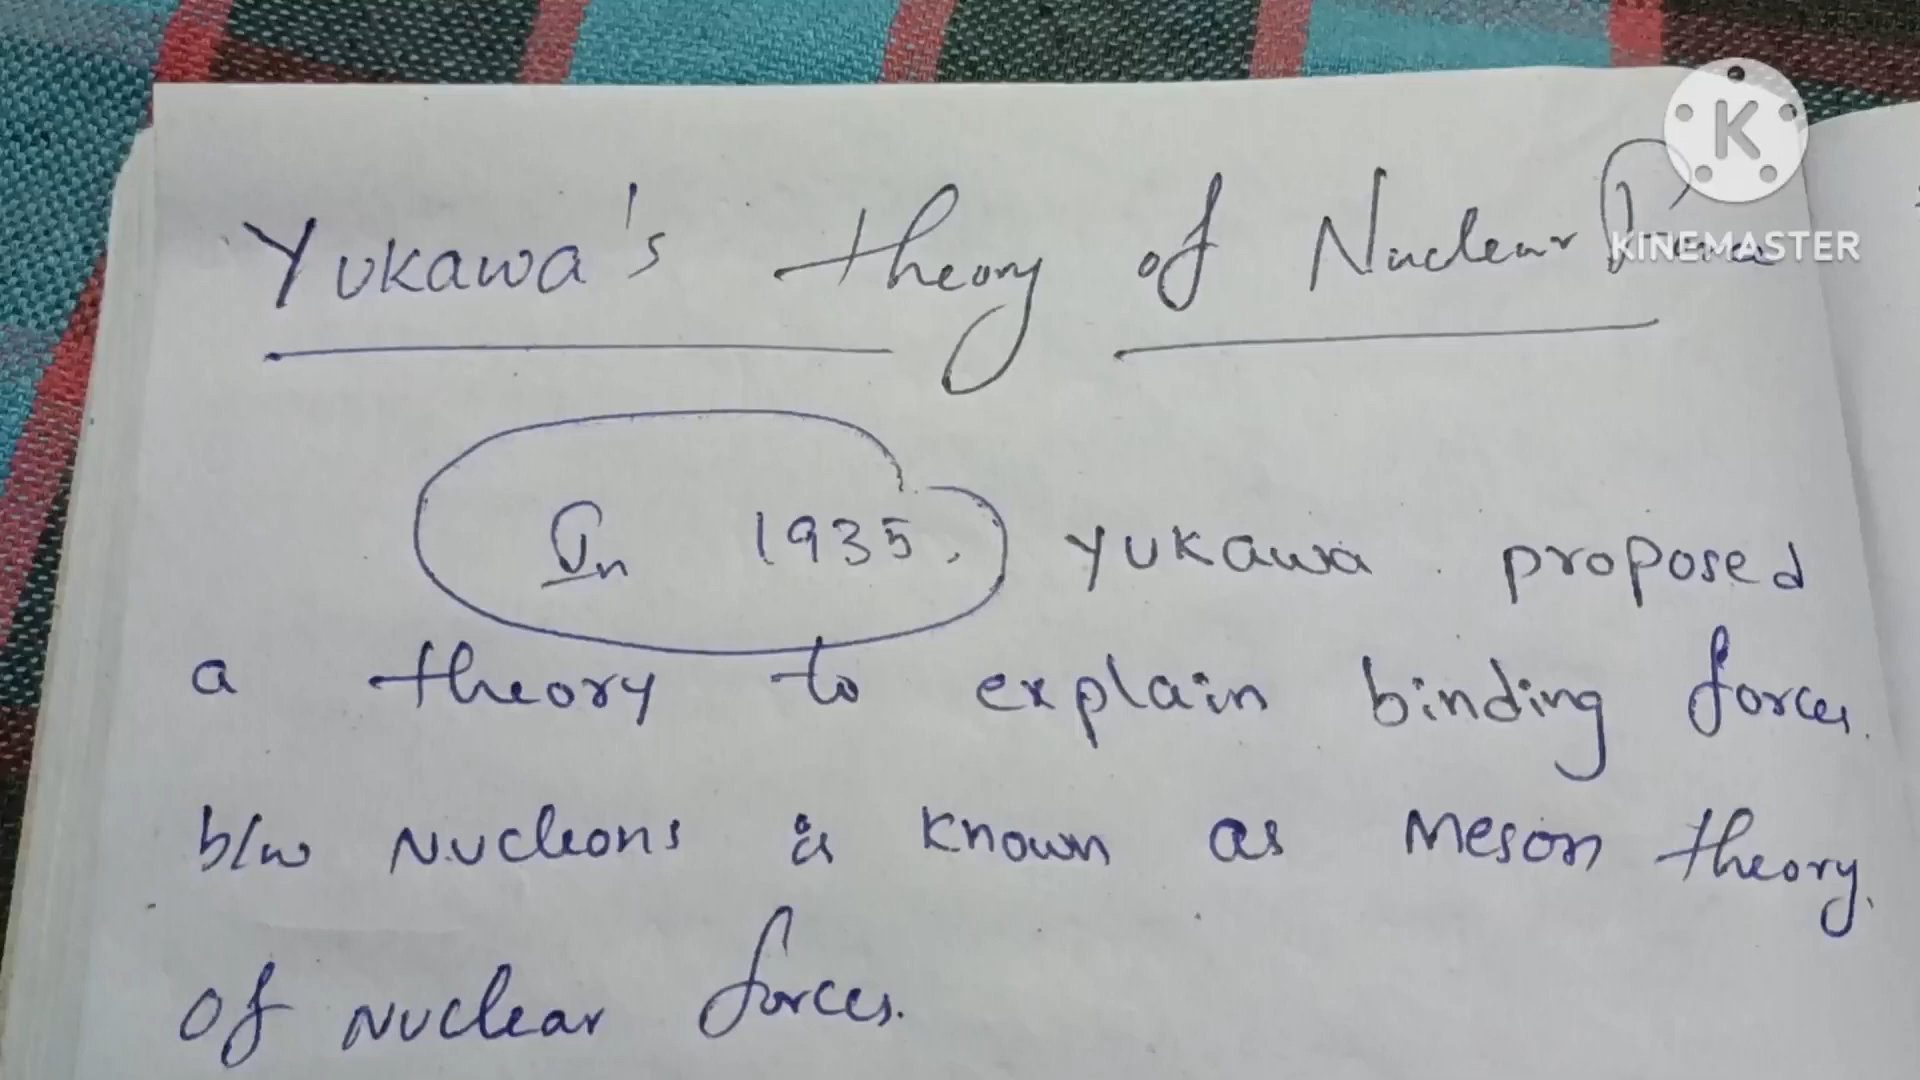 Yukawa's theory of Nuclear
K
KINEMASTER
In 1935, Yukawa proposed
a theory to explain binding forces
b/w Nucleons is known as Meson theory
of Nuclear forces.